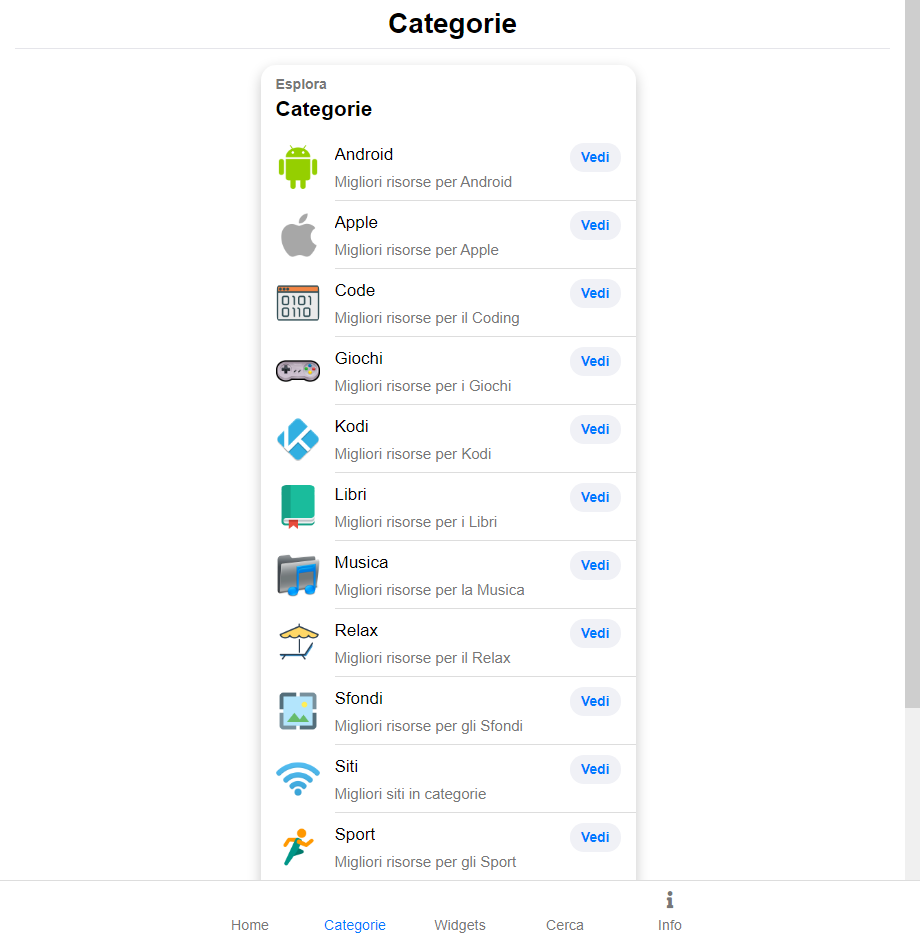 Categorie
Esplora
Categorie
Android
Vedi
Migliori risorse per Android
Apple
Vedi
Migliori risorse per Apple
Code
Vedi
Migliori risorse per il Coding
0101
0110
Giochi
Vedi
Migliori risorse per i Giochi
Kodi
Vedi
Migliori risorse per Kodi
Libri
Vedi
Migliori risorse per i Libri
Musica
Vedi
Migliori risorse per la Musica
Relax
Vedi
Migliori risorse per il Relax
Sfondi
Vedi
Migliori risorse per gli Sfondi
Siti
Vedi
Migliori siti in categorie
Sport
Vedi
Migliori risorse per gli Sport
Home Categorie Widgets Cerca Info